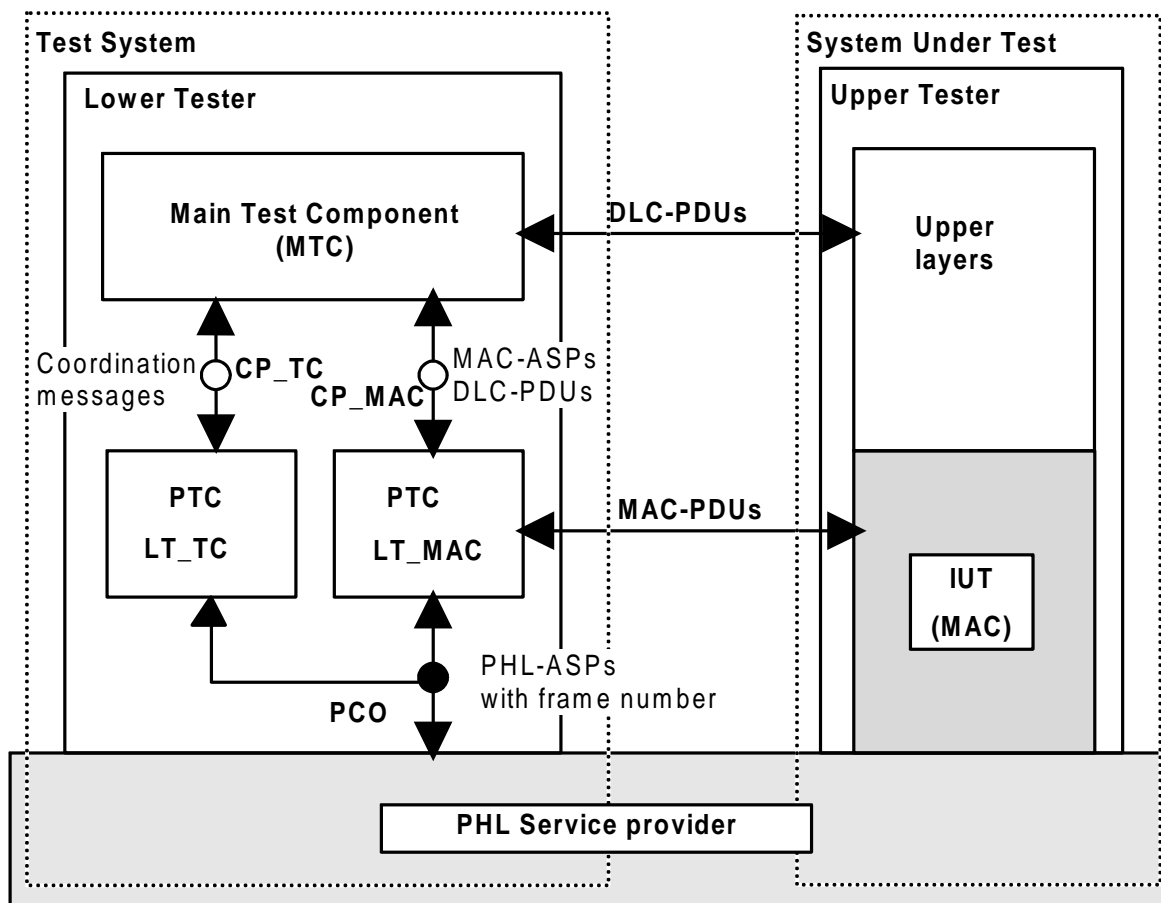 Test System
System Under Test
Lower Tester
Upper Tester
Main Test Component
(MTC)
DLC-PDUs
Upper
layers
Coordination
messages
CP_TC
CP_MAC
MAC-ASPs
DLC-PDUs
PTC
LT_TC
PTC
LT_MAC
MAC-PDUs
IUT
(MAC)
PHL-ASPs
with frame number
PCO
PHL Service provider